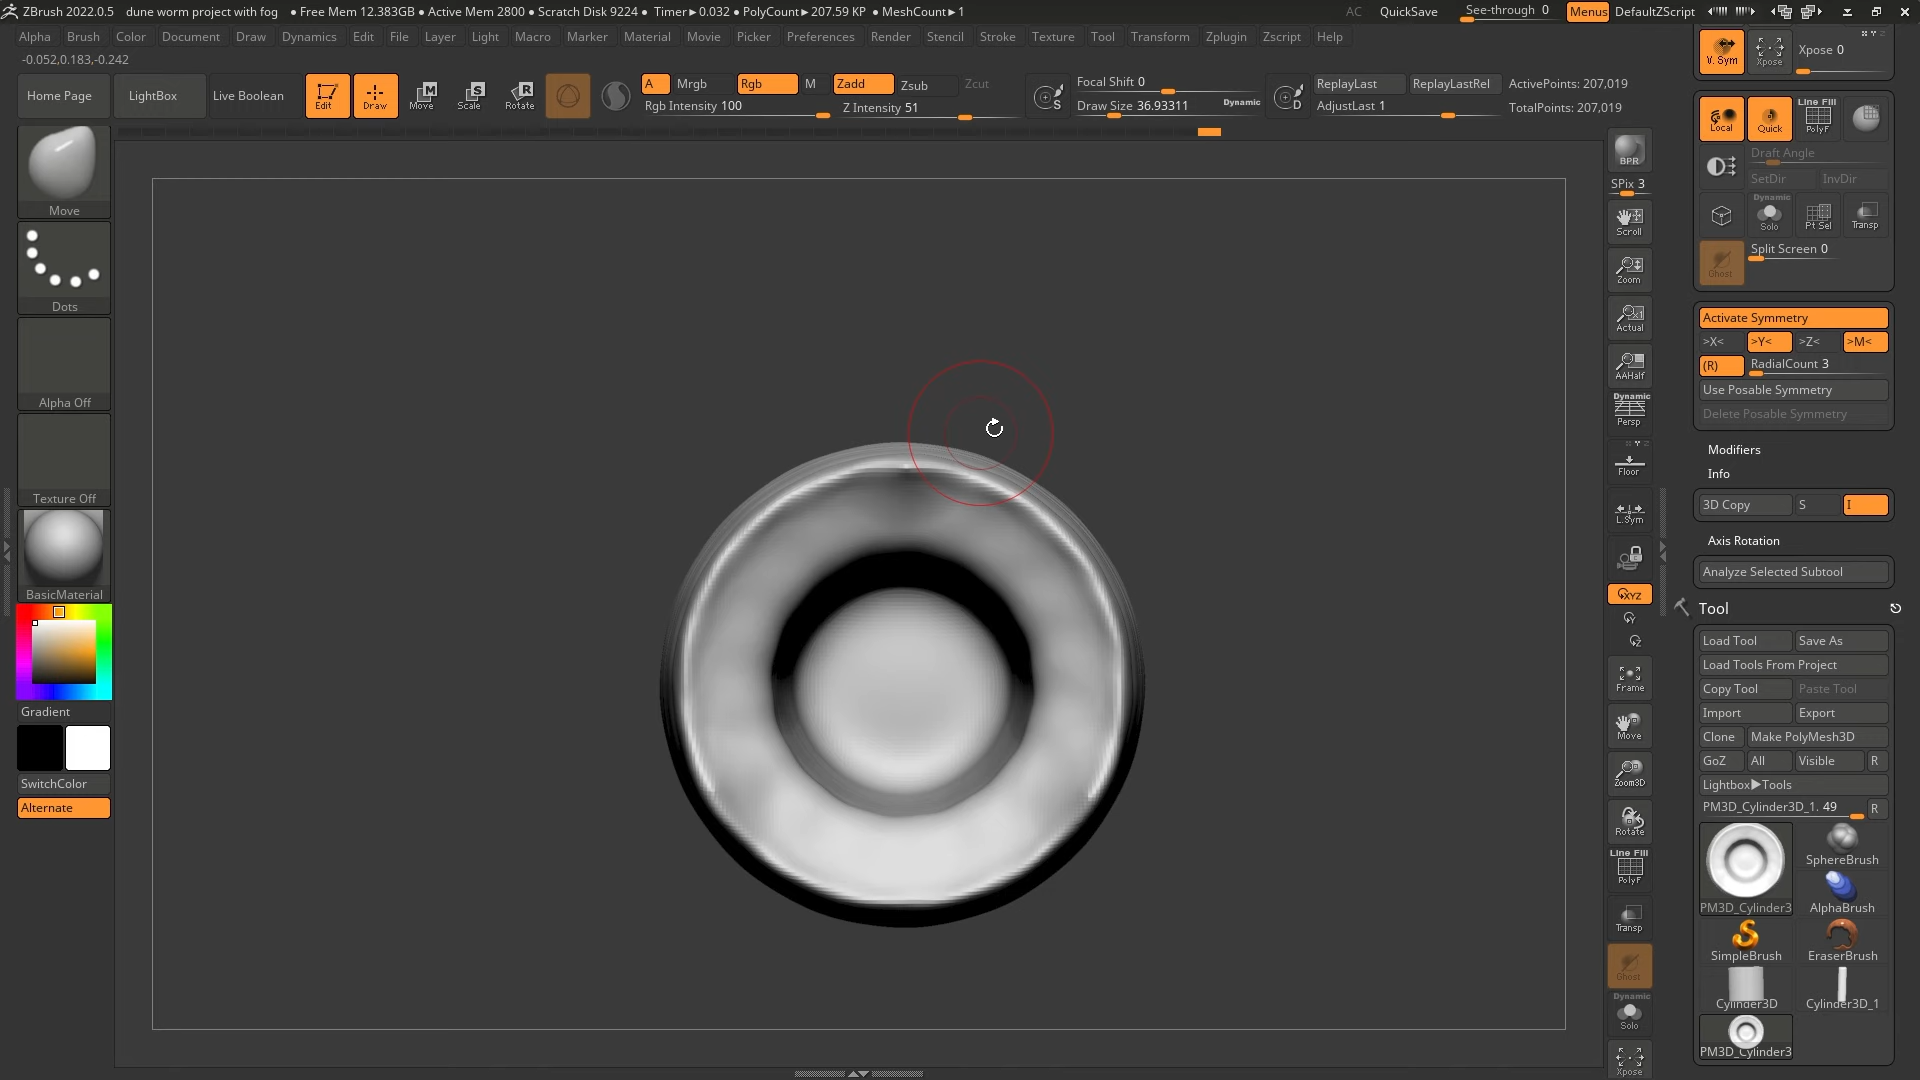 ZBrush 2022.0.5 dune worm project with fog ● Free Mem 12.383GB ● Active Mem 2800 ● Scratch Disk 9224 ● Timer►0.032 ● PolyCount►207.59 KP ● MeshCount►1 AC QuickSave See-through 0 Menus DefaultZScript
Alpha Brush Color Document Draw Dynamics Edit File Layer Light Macro Marker Material Movie Picker Preferences Render Stencil Stroke Texture Tool Transform Zplugin Zscript Help
-0.052,0.183,-0.242
Home Page LightBox Live Boolean Edit Draw Move Scale Rotate
A Mrgb Rgb M Zadd Zsub Zcut
Rgb Intensity 100 Z Intensity 51
S Focal Shift 0
Draw Size 36.93311 Dynamic
D ReplayLast ReplayLastRel ActivePoints: 207,019
AdjustLast 1 TotalPoints: 207,019
Move
Dots
Alpha Off
Texture Off
BasicMaterial
Gradient
SwitchColor
Alternate
BPR
SPix 3
Scroll
Zoom
Actual
AAHalf
Dynamic
Persp
Floor
L.Sym
XYZ
Y
Z
Frame
Move
Zoom3D
Rotate
Line Fill
PolyF
Transp
Ghost
Dynamic
Solo
Xpose
V. Sym Xpose Xpose 0
Local Quick Line Fill PolyF
Draft Angle
SetDir InvDir
Dynamic
Solo Pt Sel Transp
Ghost Split Screen 0
Activate Symmetry
>X< >Y< >Z< >M<
(R) RadialCount 3
Use Posable Symmetry
Delete Posable Symmetry
Modifiers
Info
3D Copy S I
Axis Rotation
Analyze Selected Subtool
Tool
Load Tool Save As
Load Tools From Project
Copy Tool Paste Tool
Import Export
Clone Make PolyMesh3D
GoZ All Visible R
Lightbox►Tools
PM3D_Cylinder3D_1. 49 R
SphereBrush
PM3D_Cylinder3 AlphaBrush
SimpleBrush EraserBrush
Cylinder3D Cylinder3D_1
PM3D_Cylinder3